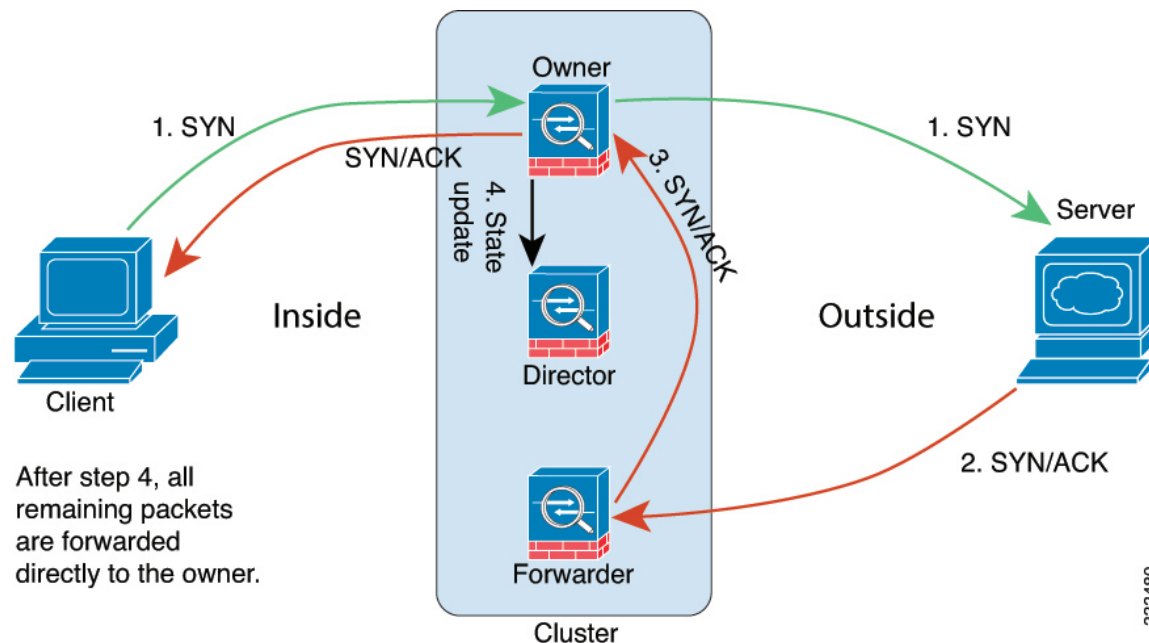 Owner
1. SYN
1. SYN
SYN/ACK
3. SYN/ACK
4. State
update
Server
Inside
Outside
Director
Client
2. SYN/ACK
After step 4, all
remaining packets
are forwarded
directly to the owner.
Forwarder
Cluster